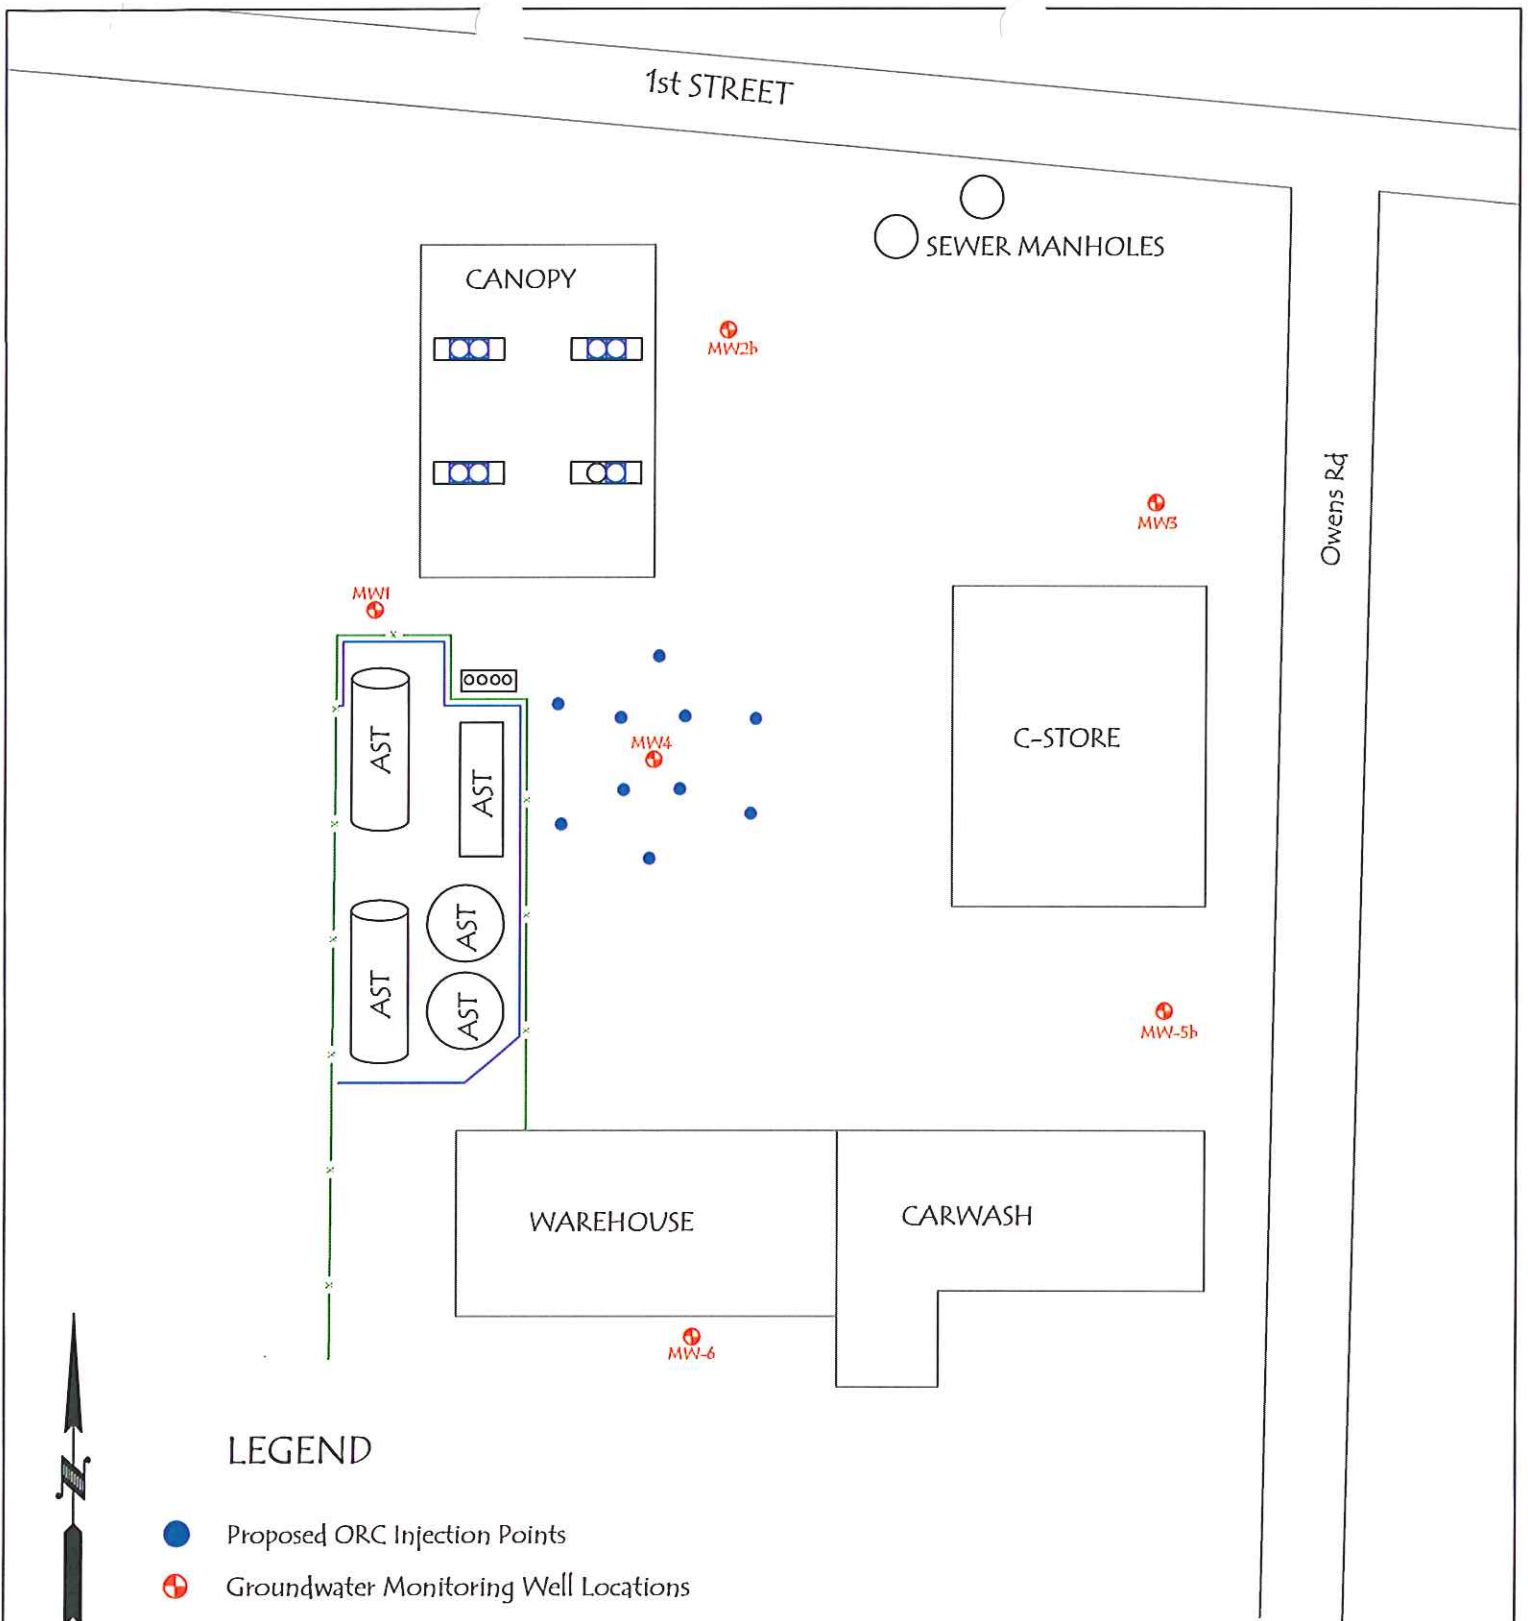 1st STREET
SEWER MANHOLES
CANOPY
MW2b
Owens Rd
MW3
MW1
AST
AST
MW4
C-STORE
AST
AST
AST
MW-5b
WAREHOUSE
CARWASH
MW-6
LEGEND
N
Proposed ORC Injection Points
Groundwater Monitoring Well Locations